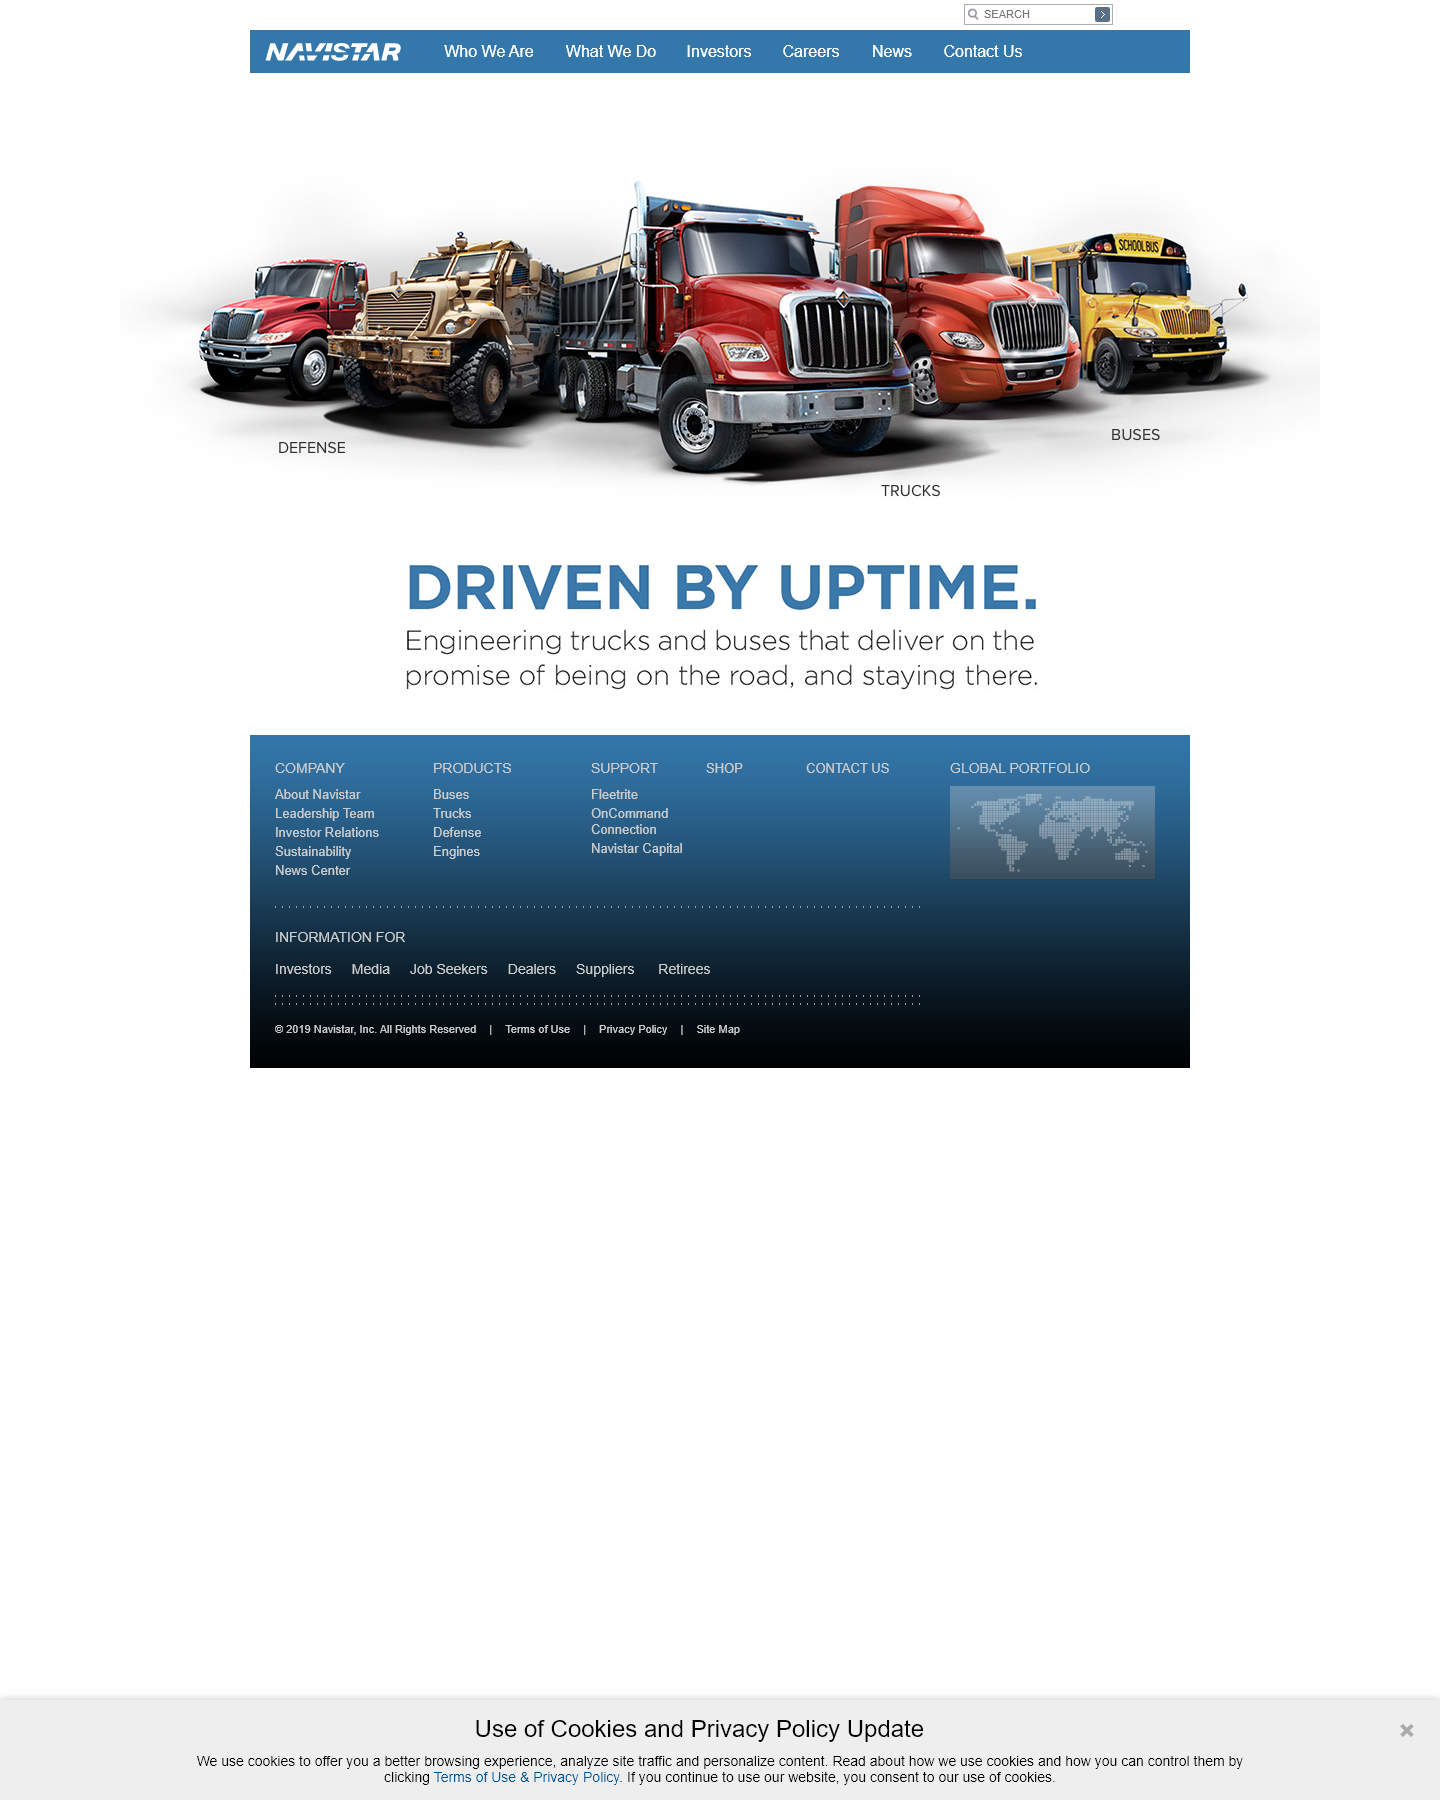 SEARCH
NAVISTAR
Who We Are
What We Do
Investors
Careers
News
Contact Us
SCHOOL BUS
DEFENSE
BUSES
TRUCKS
DRIVEN BY UPTIME.
Engineering trucks and buses that deliver on the
promise of being on the road, and staying there.
COMPANY
About Navistar
Leadership Team
Investor Relations
Sustainability
News Center
PRODUCTS
Buses
Trucks
Defense
Engines
SUPPORT
Fleetrite
OnCommand
Connection
Navistar Capital
SHOP
CONTACT US
GLOBAL PORTFOLIO
INFORMATION FOR
Investors Media Job Seekers Dealers Suppliers Retirees
© 2019 Navistar, Inc. All Rights Reserved | Terms of Use | Privacy Policy | Site Map
Use of Cookies and Privacy Policy Update
We use cookies to offer you a better browsing experience, analyze site traffic and personalize content. Read about how we use cookies and how you can control them by
clicking Terms of Use & Privacy Policy. If you continue to use our website, you consent to our use of cookies.